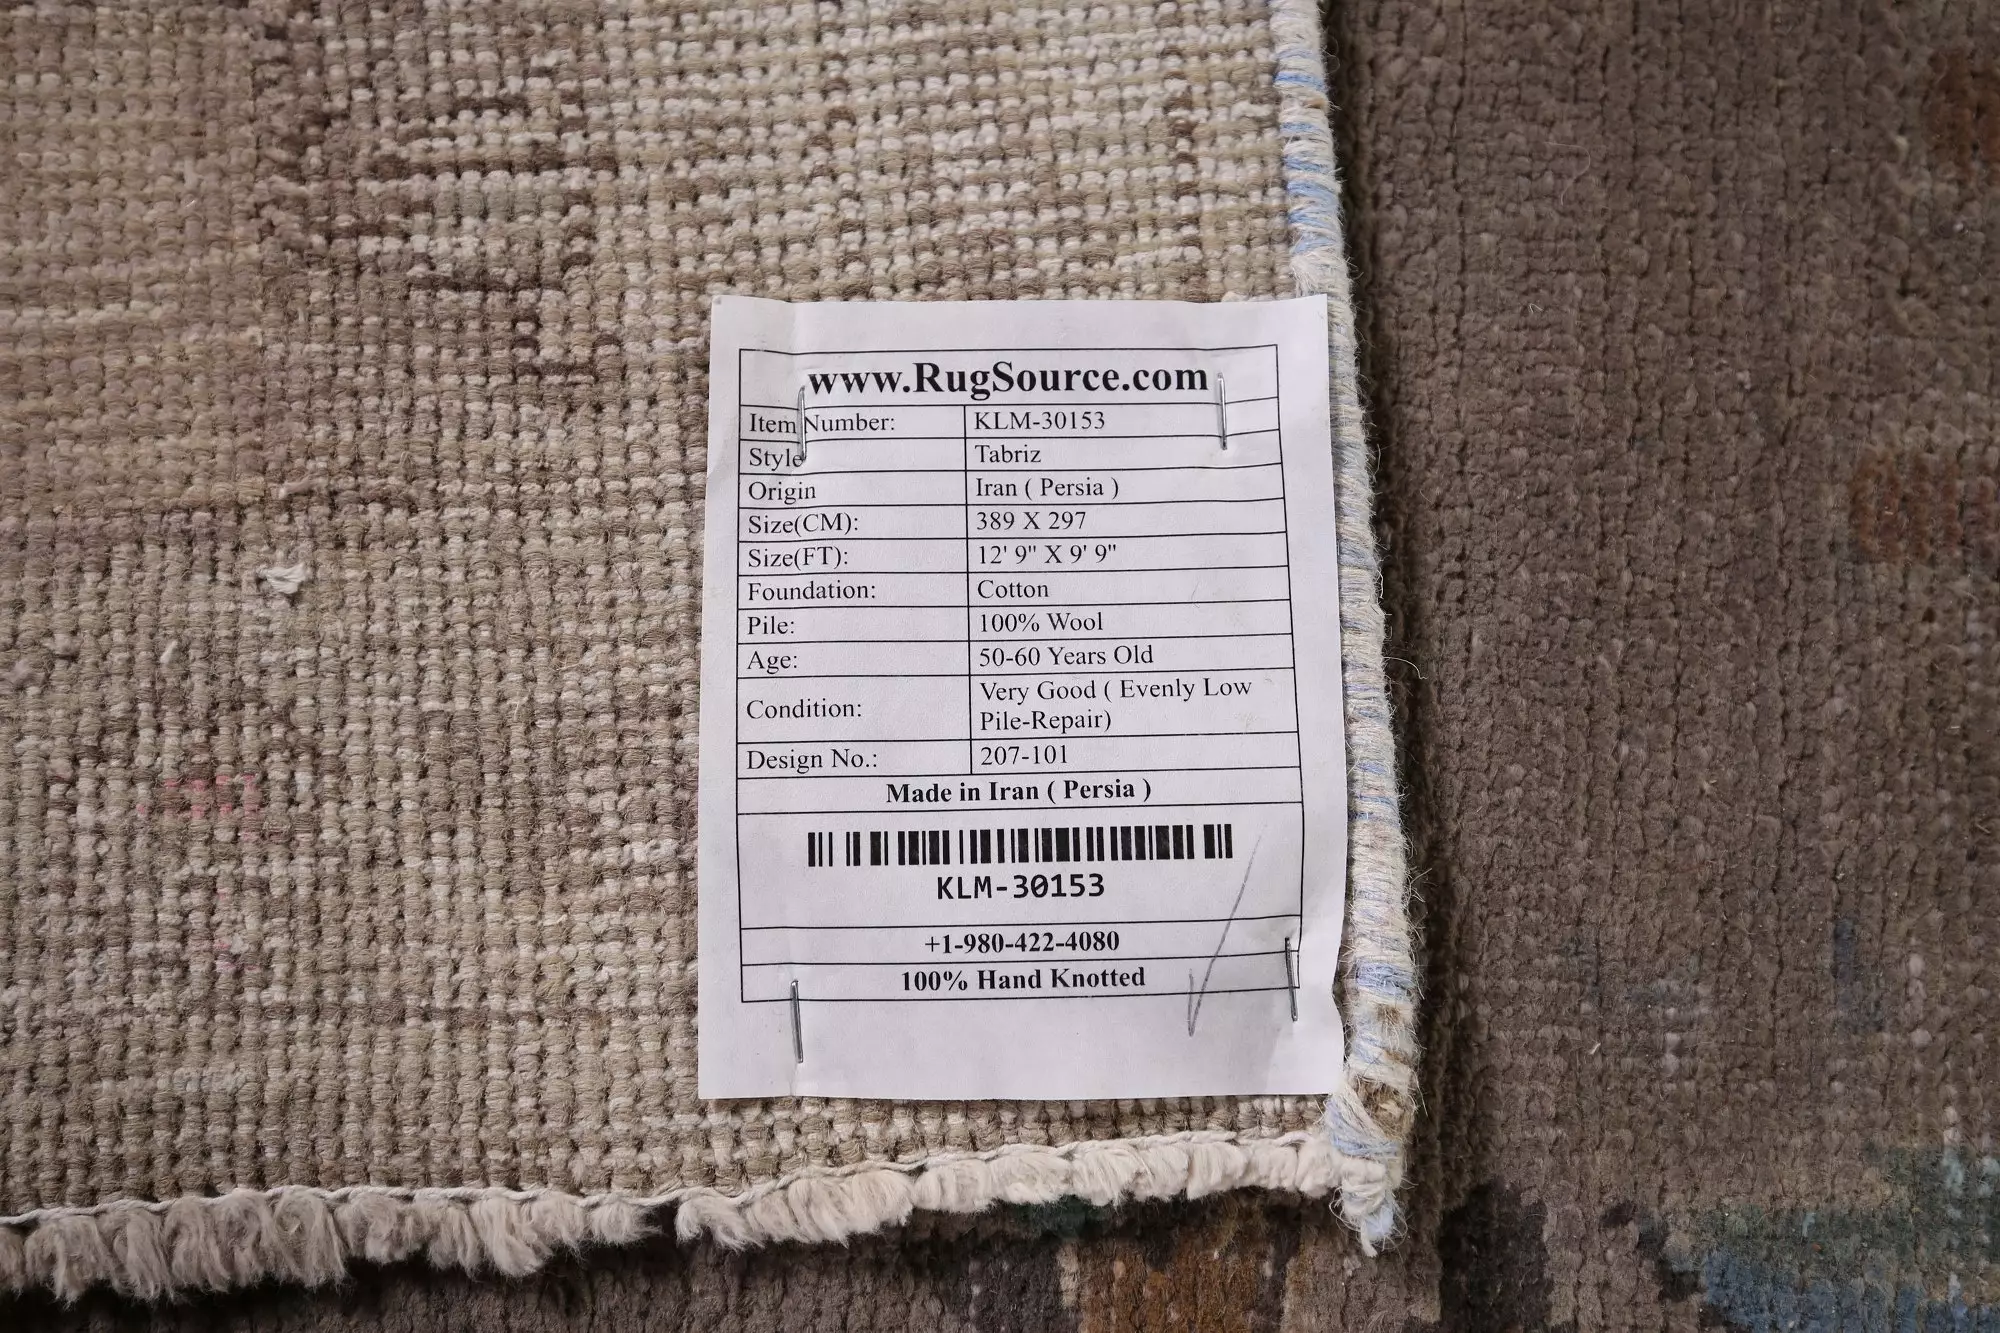 www.RugSource.com
Item Number: KLM-30153
Style Tabriz
Origin Iran ( Persia )
Size(CM): 389 X 297
Size(FT): 12' 9" X 9' 9"
Foundation: Cotton
Pile: 100% Wool
Age: 50-60 Years Old
Condition: Very Good ( Evenly Low
Pile-Repair)
Design No.: 207-101
Made in Iran ( Persia )
KLM-30153
+1-980-422-4080
100% Hand Knotted